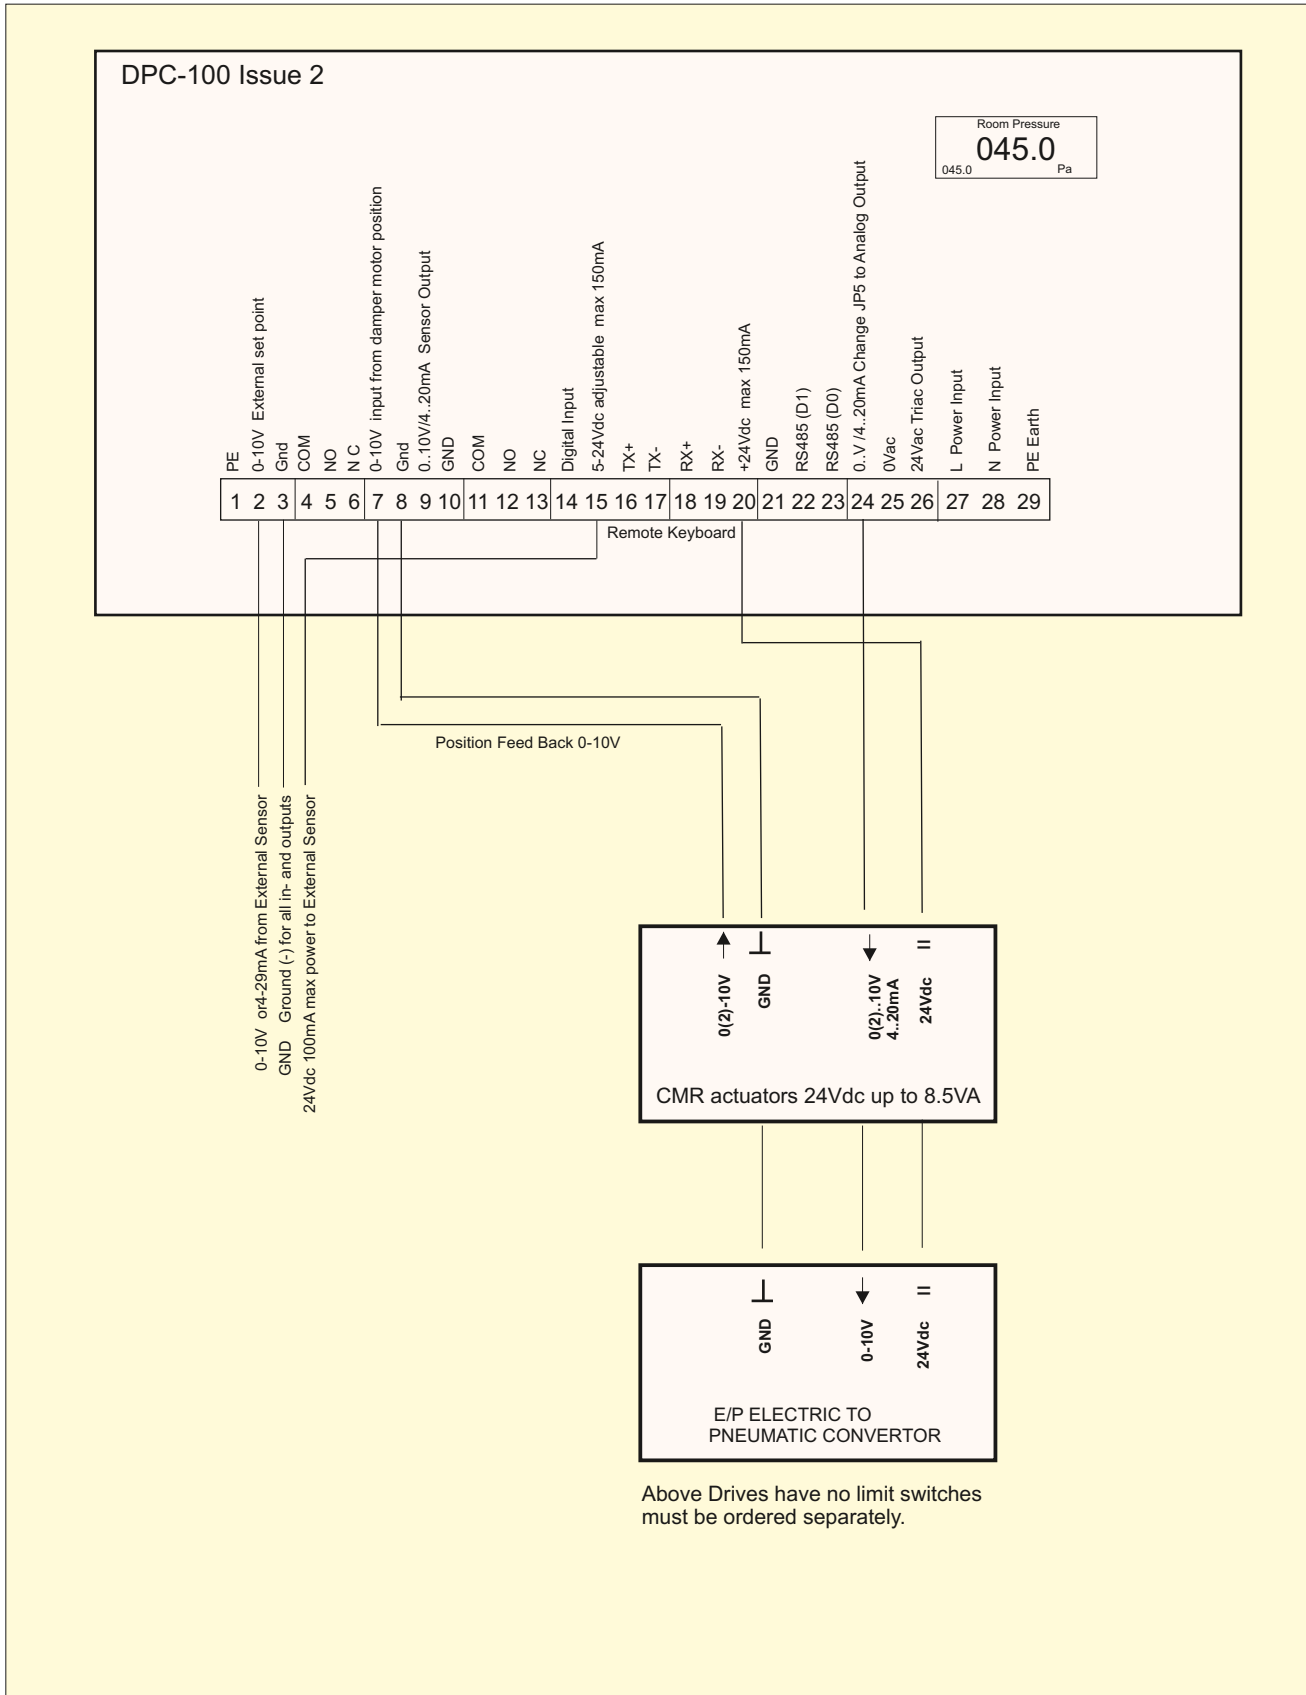 DPC-100 Issue 2
Room Pressure
045.0
045.0 Pa
PE
0-10V External set point
Gnd
COM
NO
N C
0-10V input from damper motor position
Gnd
0..10V/4..20mA Sensor Output
GND
COM
NO
NC
Digital Input
5-24Vdc adjustable max 150mA
TX+
TX-
RX+
RX-
+24Vdc max 150mA
GND
RS485 (D1)
RS485 (D0)
0..V /4..20mA Change JP5 to Analog Output
0Vac
24Vac Triac Output
L Power Input
N Power Input
PE Earth
1 2 3 4 5 6 7 8 9 10 11 12 13 14 15 16 17 18 19 20 21 22 23 24 25 26 27 28 29
Remote Keyboard
Position Feed Back 0-10V
0-10V or4-29mA from External Sensor
GND Ground (-) for all in- and outputs
24Vdc 100mA max power to External Sensor
0(2)-10V
GND
0(2)..10V
4..20mA
24Vdc
=
CMR actuators 24Vdc up to 8.5VA
GND
0-10V
24Vdc
=
E/P ELECTRIC TO
PNEUMATIC CONVERTOR
Above Drives have no limit switches
must be ordered separately.